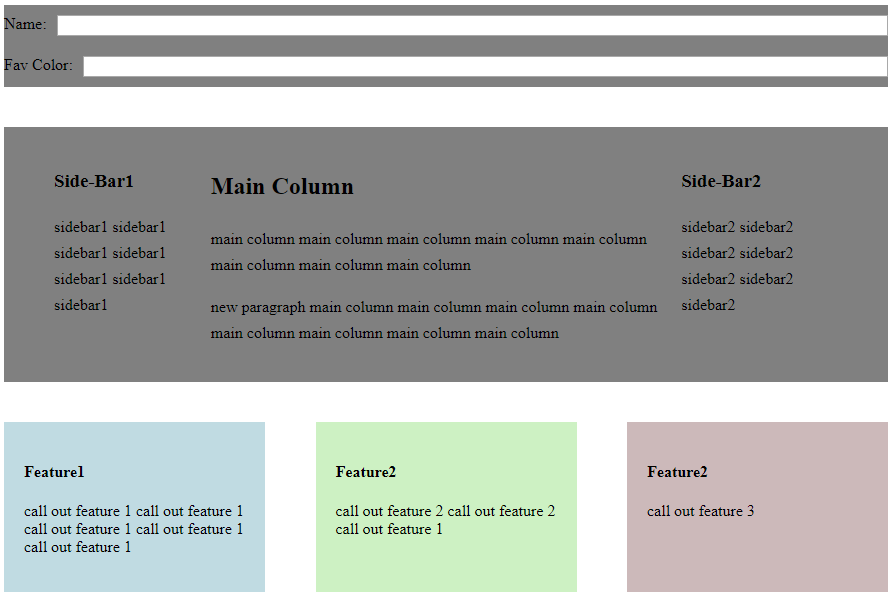 Name:
Fav Color:
Side-Bar1
sidebar1 sidebar1
sidebar1 sidebar1
sidebar1 sidebar1
sidebar1
Main Column
main column main column main column main column main column
main column main column main column
new paragraph main column main column main column main column
main column main column main column main column
Side-Bar2
sidebar2 sidebar2
sidebar2 sidebar2
sidebar2 sidebar2
sidebar2
Feature1
call out feature 1 call out feature 1
call out feature 1 call out feature 1
call out feature 1
Feature2
call out feature 2 call out feature 2
call out feature 1
Feature2
call out feature 3